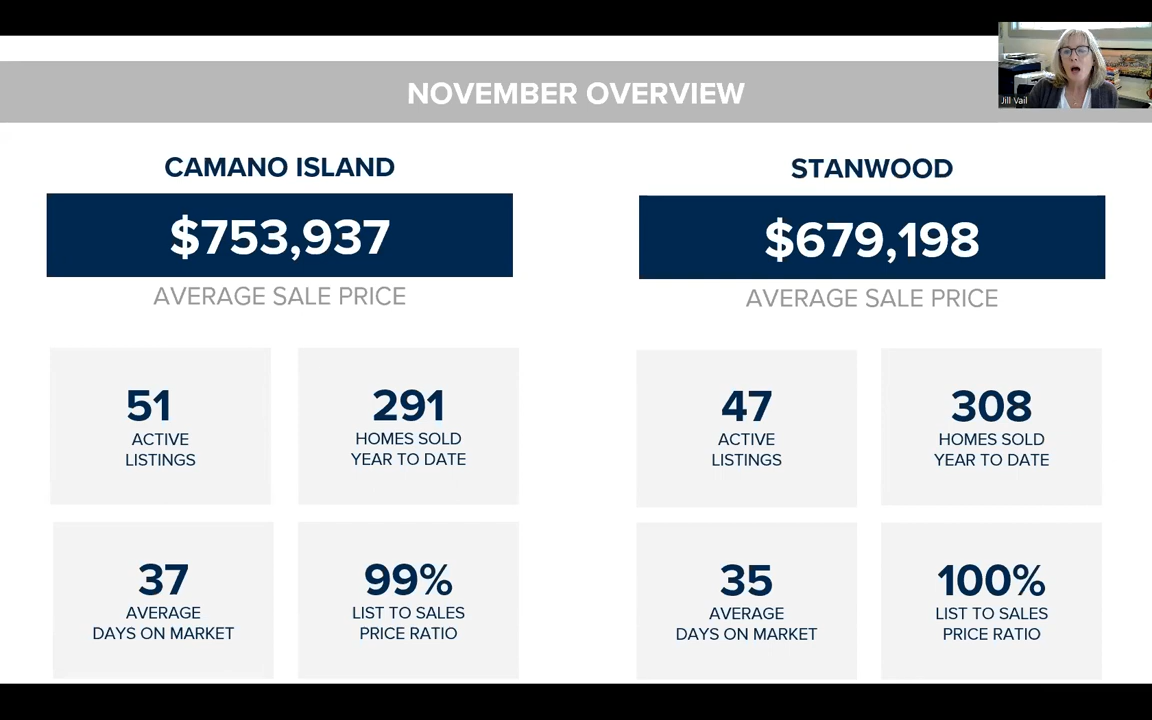 NOVEMBER OVERVIEW
Jill Vail
CAMANO ISLAND
$753,937
AVERAGE SALE PRICE
51
ACTIVE
LISTINGS
291
HOMES SOLD
YEAR TO DATE
37
AVERAGE
DAYS ON MARKET
99%
LIST TO SALES
PRICE RATIO
STANWOOD
$679,198
AVERAGE SALE PRICE
47
ACTIVE
LISTINGS
308
HOMES SOLD
YEAR TO DATE
35
AVERAGE
DAYS ON MARKET
100%
LIST TO SALES
PRICE RATIO